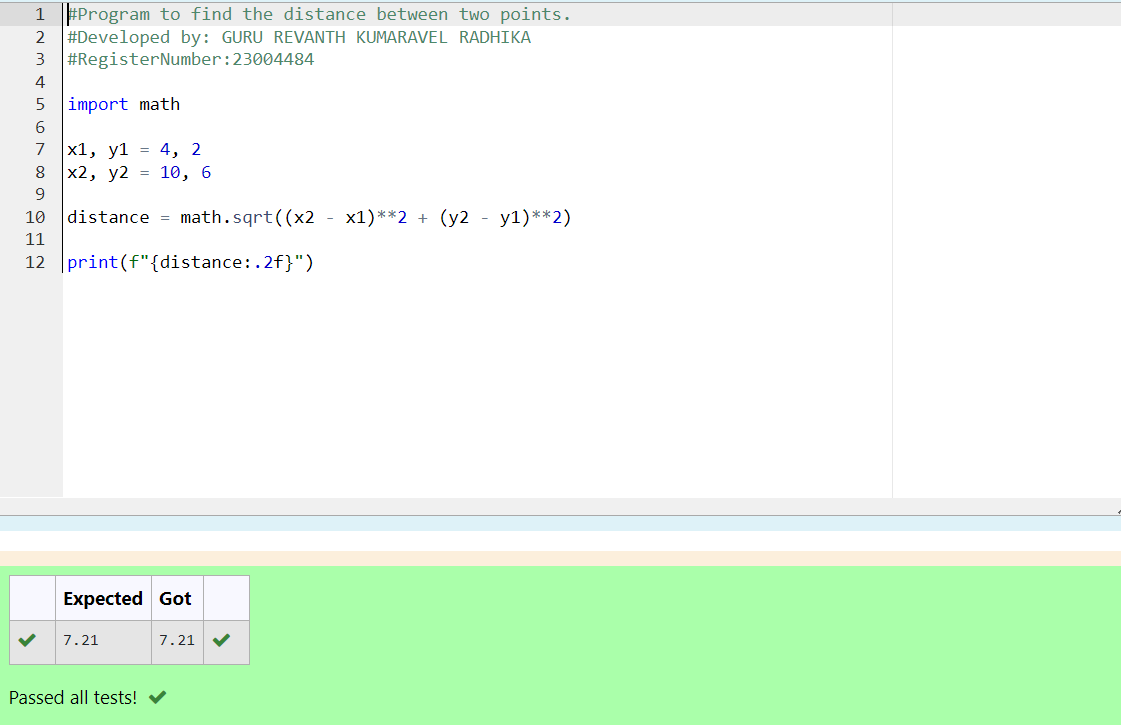 1 #Program to find the distance between two points.
2 #Developed by: GURU REVANTH KUMARAVEL RADHIKA
3 #RegisterNumber:23004484
4
5 import math
6
7 x1, y1 = 4, 2
8 x2, y2 = 10, 6
9
10 distance = math.sqrt((x2 - x1)**2 + (y2 - y1)**2)
11
12 print(f"{distance:.2f}")
Expected Got
7.21 7.21
Passed all tests!